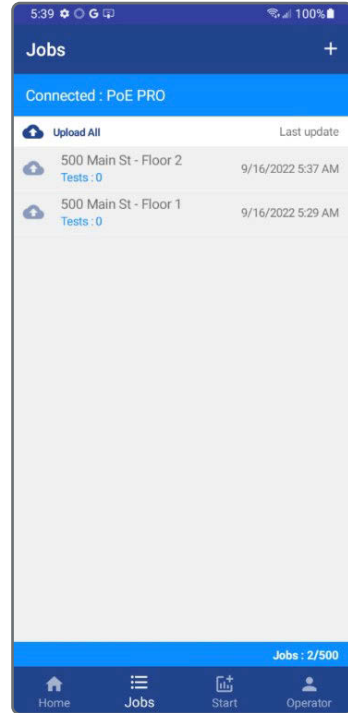 5:39 G 100%
Jobs +
Connected : PoE PRO
Upload All Last update
500 Main St - Floor 2
Tests : 0 9/16/2022 5:37 AM
500 Main St - Floor 1
Tests : 0 9/16/2022 5:29 AM
Jobs : 2/500
Home Jobs Start Operator